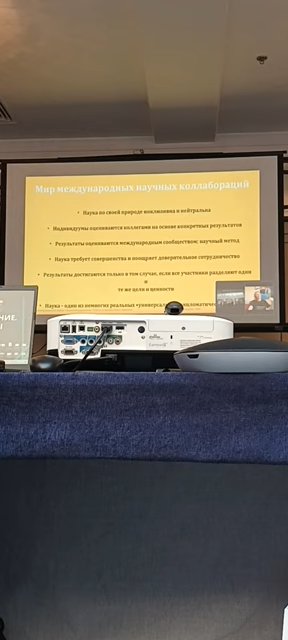 Мир международных научных коллабораций
• Наука по своей природе инклюзивна и нейтральна
• Индивидуумы оцениваются коллегами на основе конкретных результатов
• Результаты оцениваются международным сообществом; научный метод
• Наука требует совершенства и поощряет доверительное сотрудничество
• Результаты достигаются только в том случае, если все участники разделяют одни
и
те же цели и ценности
• Наука – один из немногих реальных